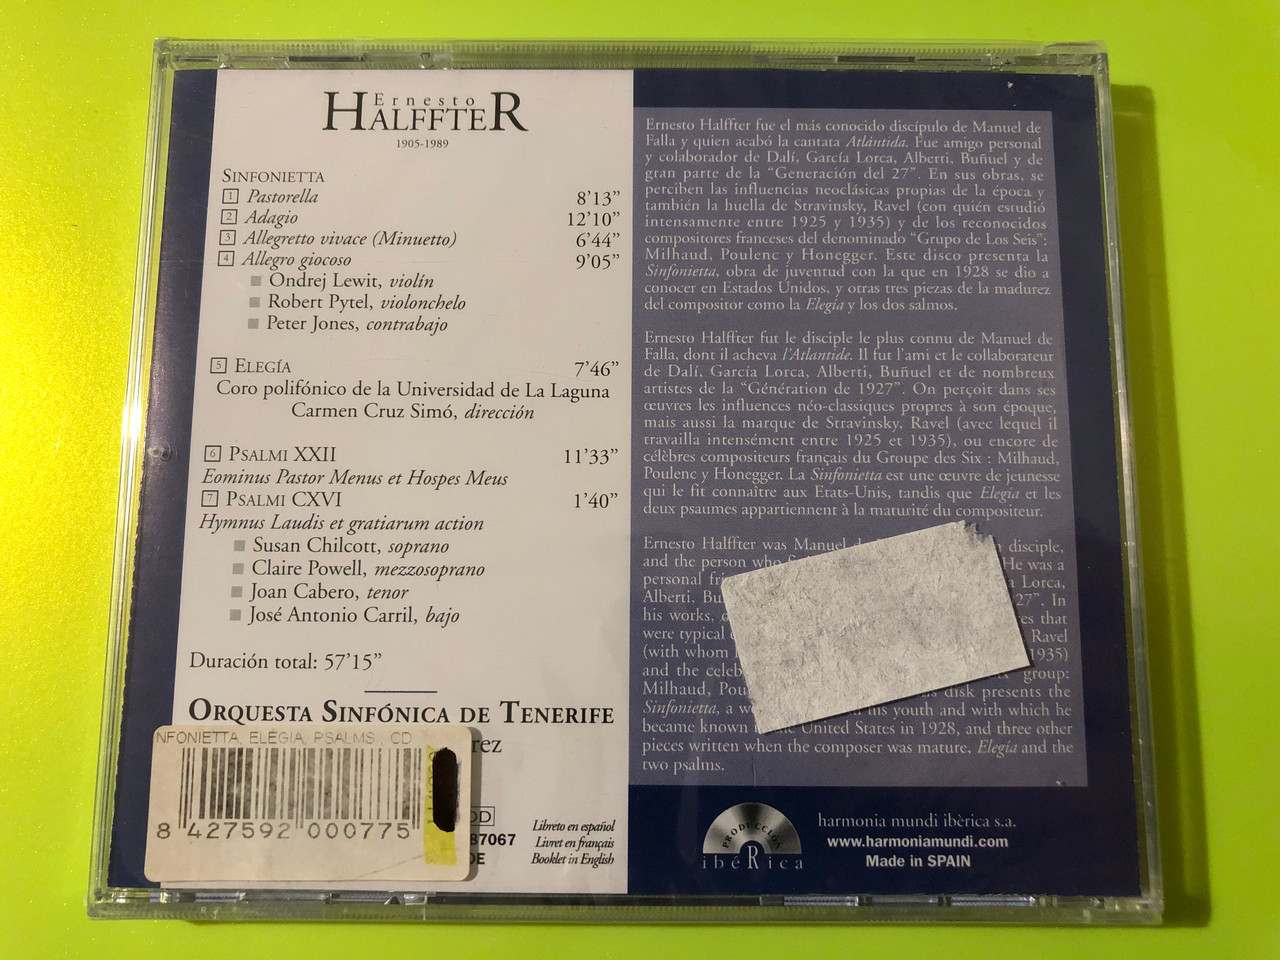 Ernesto
HALFFTER
1905-1989
SINFONIETTA
1 Pastorella 8'13"
2 Adagio 12'10"
3 Allegretto vivace (Minuetto) 6'44"
4 Allegro giocoso 9'05"
Ondrej Lewit, violín
Robert Pytel, violonchelo
Peter Jones, contrabajo
5 ELEGÍA 7'46"
Coro polifónico de la Universidad de La Laguna
Carmen Cruz Simó, dirección
6 PSALMI XXII 11'33"
Eominus Pastor Menus et Hospes Meus
7 PSALMI CXVI 1'40"
Hymnus Laudis et gratiarum action
Susan Chilcott, soprano
Claire Powell, mezzosoprano
Joan Cabero, tenor
José Antonio Carril, bajo
Duración total: 57'15"
ORQUESTA SINFÓNICA DE TENERIFE
rez
NFONIETTA, ELEGIA, PSALMS , CD
8 427592 000775
DD
87067
DE
Libreto en español
Livret en français
Booklet in English
Ernesto Halffter fue el más conocido discípulo de Manuel de
Falla y quien acabó la cantata Atlántida. Fue amigo personal
y colaborador de Dalí, García Lorca, Alberti, Buñuel y de
gran parte de la "Generación del 27". En sus obras, se
perciben las influencias neoclásicas propias de la época y
también la huella de Stravinsky, Ravel (con quién estudió
intensamente entre 1925 y 1935) y de los reconocidos
compositores franceses del denominado "Grupo de Los Seis":
Milhaud, Poulenc y Honegger. Este disco presenta la
Sinfonietta, obra de juventud con la que en 1928 se dio a
conocer en Estados Unidos, y otras tres piezas de la madurez
del compositor como la Elegía y los dos salmos.
Ernesto Halffter fut le disciple le plus connu de Manuel de
Falla, dont il acheva l'Atlantide. Il fut l'ami et le collaborateur
de Dalí, García Lorca, Alberti, Buñuel et de nombreux
artistes de la "Génération de 1927". On perçoit dans ses
œuvres les influences néo-classiques propres à son époque,
mais aussi la marque de Stravinsky, Ravel (avec lequel il
travailla intensément entre 1925 et 1935), ou encore de
célèbres compositeurs français du Groupe des Six : Milhaud,
Poulenc y Honegger. La Sinfonietta est une œuvre de jeunesse
qui le fit connaître aux Etats-Unis, tandis que Elegía et les
deux psaumes appartiennent à la maturité du compositeur.
Ernesto Halffter was Manuel disciple,
and the person who He was a
personal Lorca,
Alberti, 27". In
his works, that
were typical Ravel
(with whom 1935)
and the group:
Milhaud, disk presents the
Sinfonietta, a his youth and with which he
became known United States in 1928, and three other
pieces written when the composer was mature, Elegía and the
two psalms.
PRODUCCIÓN
ibéRica
harmonia mundi ibèrica s.a.
www.harmoniamundi.com
Made in SPAIN